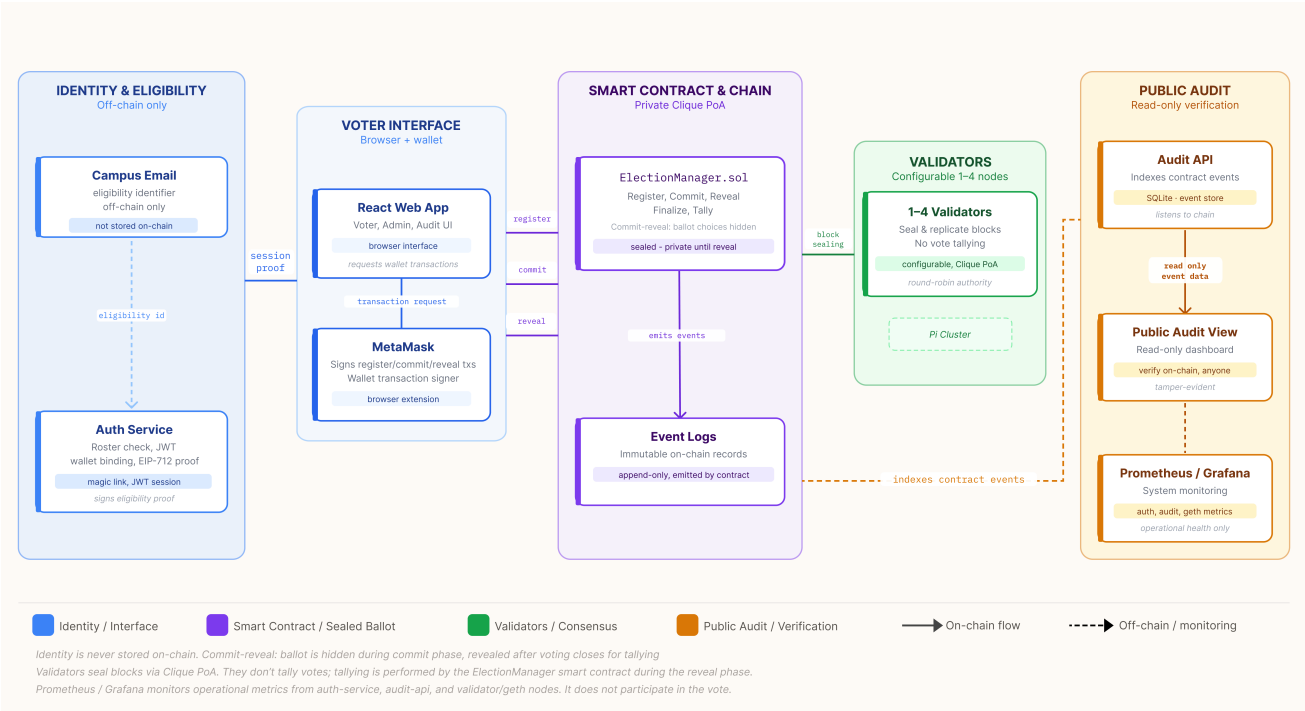 IDENTITY & ELIGIBILITY
Off-chain only
Campus Email
eligibility identifier
off-chain only
not stored on-chain
eligibility id
Auth Service
Roster check, JWT
wallet binding, EIP-712 proof
magic link, JWT session
signs eligibility proof
session
proof
VOTER INTERFACE
Browser + wallet
React Web App
Voter, Admin, Audit UI
browser interface
requests wallet transactions
transaction request
MetaMask
Signs register/commit/reveal txs
Wallet transaction signer
browser extension
register
commit
reveal
SMART CONTRACT & CHAIN
Private Clique PoA
ElectionManager.sol
Register, Commit, Reveal
Finalize, Tally
Commit-reveal: ballot choices hidden
sealed - private until reveal
emits events
Event Logs
Immutable on-chain records
append-only, emitted by contract
block
sealing
VALIDATORS
Configurable 1–4 nodes
1–4 Validators
Seal & replicate blocks
No vote tallying
configurable, Clique PoA
round-robin authority
Pi Cluster
indexes contract events
PUBLIC AUDIT
Read-only verification
Audit API
Indexes contract events
SQLite · event store
listens to chain
read only
event data
Public Audit View
Read-only dashboard
verify on-chain, anyone
tamper-evident
Prometheus / Grafana
System monitoring
auth, audit, geth metrics
operational health only
Identity / Interface
Smart Contract / Sealed Ballot
Validators / Consensus
Public Audit / Verification
On-chain flow
Off-chain / monitoring
Identity is never stored on-chain. Commit-reveal: ballot is hidden during commit phase, revealed after voting closes for tallying
Validators seal blocks via Clique PoA. They don't tally votes; tallying is performed by the ElectionManager smart contract during the reveal phase.
Prometheus / Grafana monitors operational metrics from auth-service, audit-api, and validator/geth nodes. It does not participate in the vote.